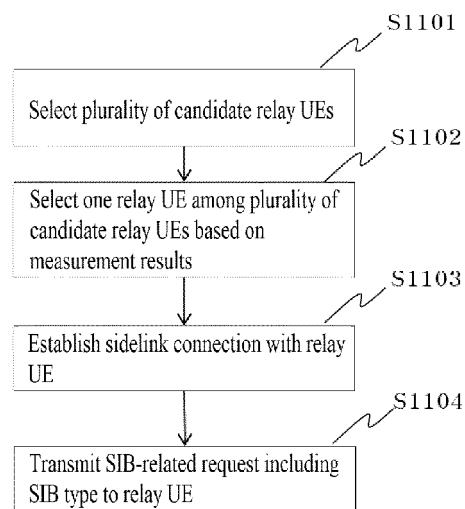 S1101
Select plurality of candidate relay UEs
S1102
Select one relay UE among plurality of
candidate relay UEs based on
measurement results
S1103
Establish sidelink connection with relay
UE
S1104
Transmit SIB-related request including
SIB type to relay UE